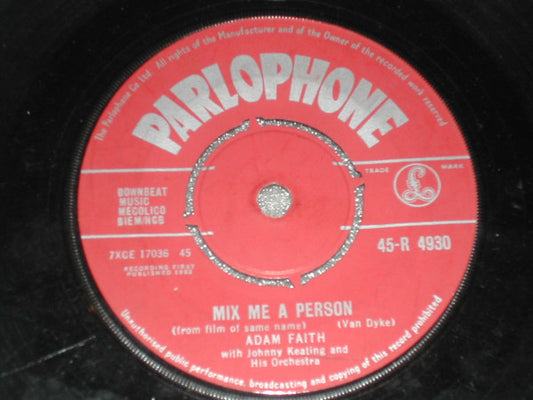 The Parlophone Co Ltd. All rights of the Manufacturer and of the Owner of the recorded work reserved
PARLOPHONE
TRADE MARK
£
DOWNBEAT
MUSIC
MECOLICO
BIEM/NCB
7XCE 17036 45
45-R 4930
RECORDING FIRST
PUBLISHED 1962
MIX ME A PERSON
(from film of same name) (Van Dyke)
ADAM FAITH
with Johnny Keating and
His Orchestra
Unauthorised public performance, broadcasting and copying of this record prohibited